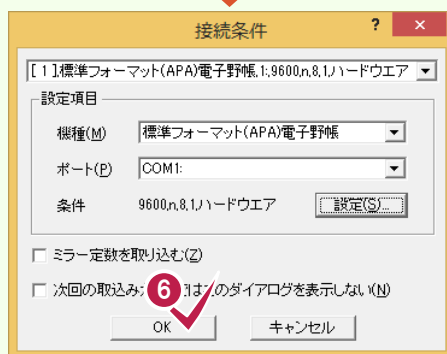 接続条件
? ×
[ 1 ]標準フォーマット(APA)電子野帳,1:,9600,n,8,1,ハードウエア
設定項目
機種(M) 標準フォーマット(APA)電子野帳
ポート(P) COM1:
条件 9600,n,8,1,ハードウエア 設定(S)...
ミラー定数を取り込む(Z)
次回の取込み はこのダイアログを表示しない(N)
6
OK キャンセル